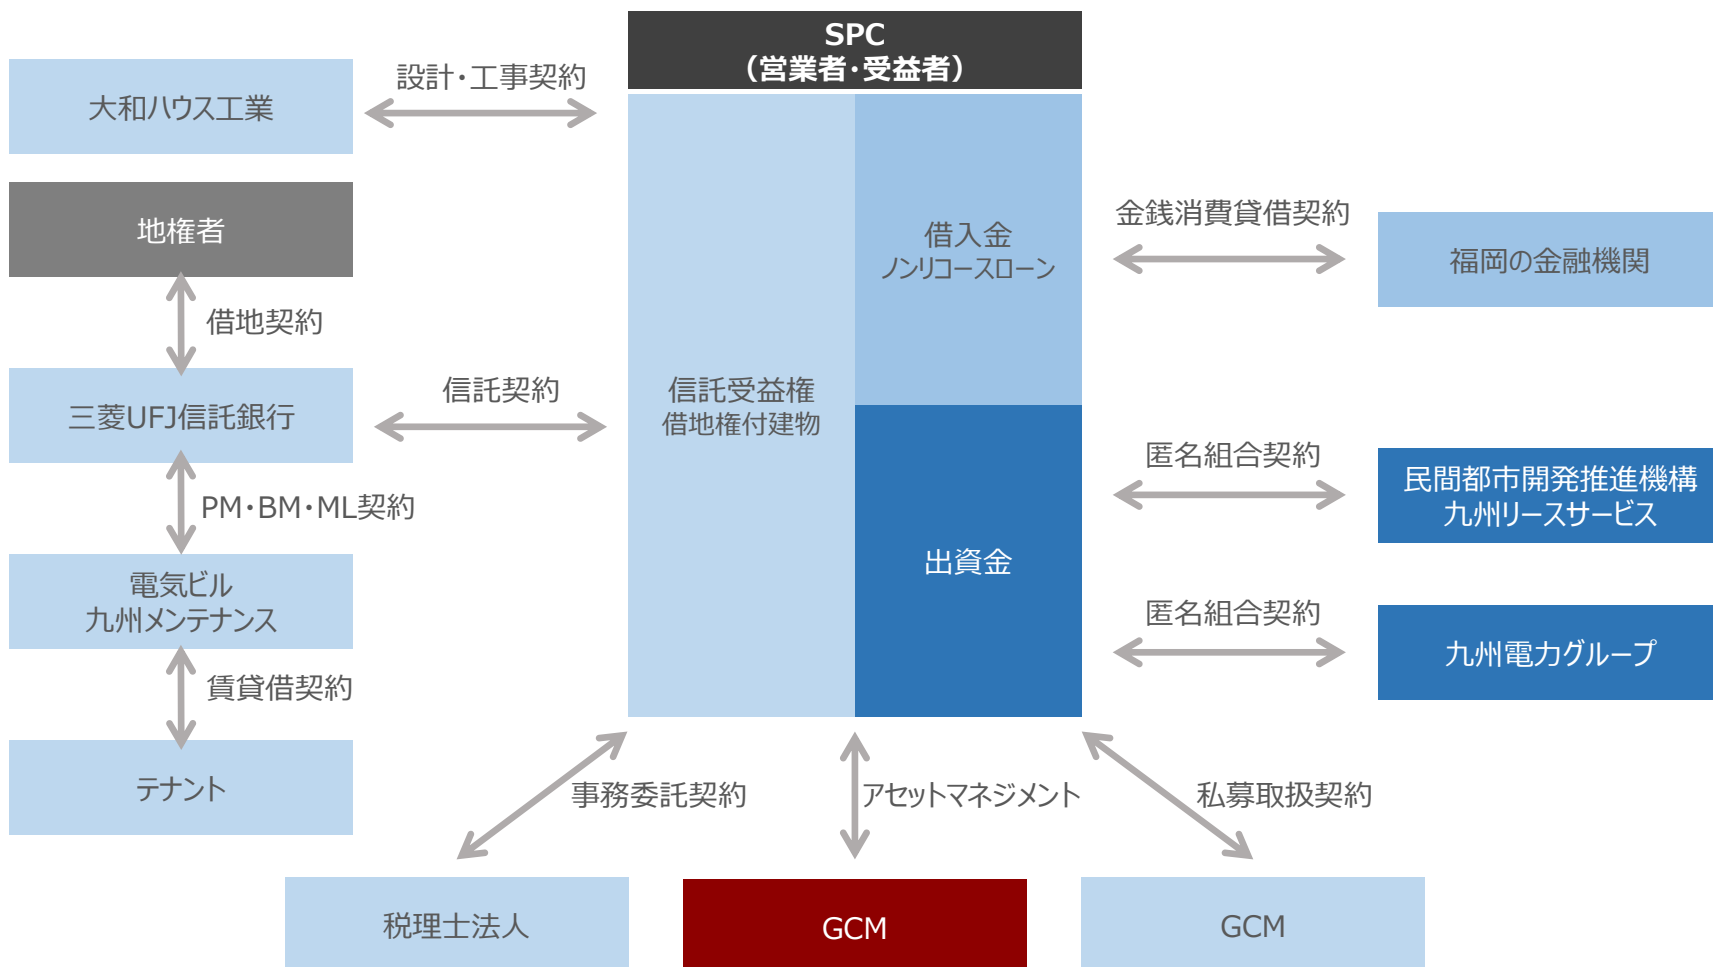 SPC
（営業者・受益者）
設計・工事契約
大和ハウス工業
地権者
借地契約
三菱UFJ信託銀行
信託契約
PM・BM・ML契約
電気ビル
九州メンテナンス
賃貸借契約
テナント
信託受益権
借地権付建物
借入金
ノンリコースローン
出資金
金銭消費貸借契約
福岡の金融機関
匿名組合契約
民間都市開発推進機構
九州リースサービス
匿名組合契約
九州電力グループ
事務委託契約
アセットマネジメント
私募取扱契約
税理士法人
GCM
GCM